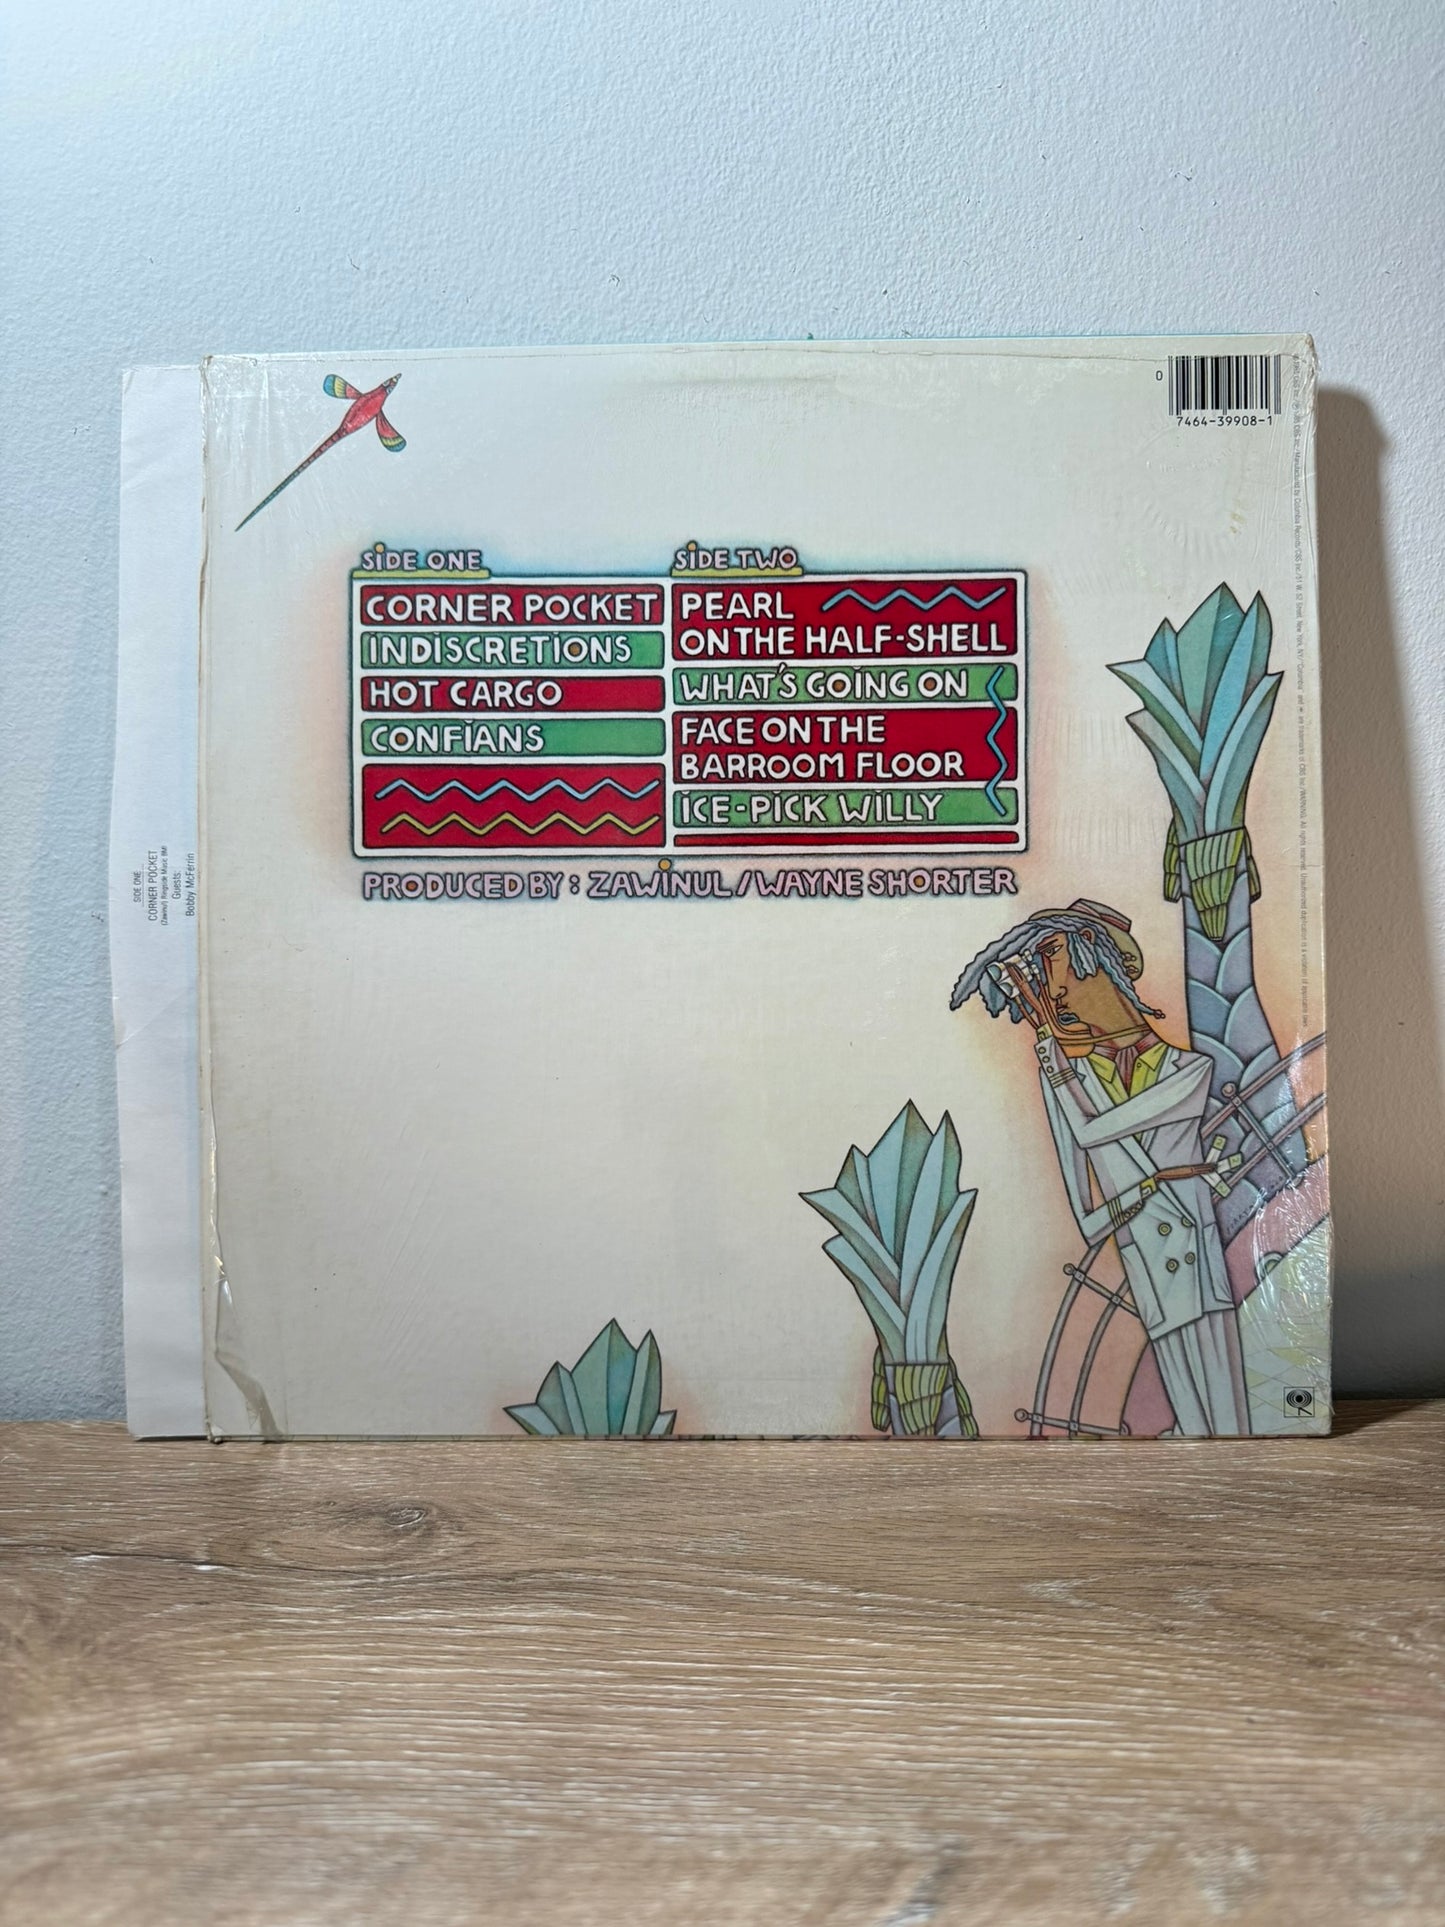 0
7464-39908-1
SIDE ONE
CORNER POCKET
INDISCRETIONS
HOT CARGO
CONFIANS
SIDE TWO
PEARL
ON THE HALF-SHELL
WHAT'S GOING ON
FACE ON THE
BARROOM FLOOR
ICE-PICK WILLY
PRODUCED BY: ZAWINUL/WAYNE SHORTER
SIDE ONE
CORNER POCKET
(Zawinul)
Guests:
Bobby McFerrin